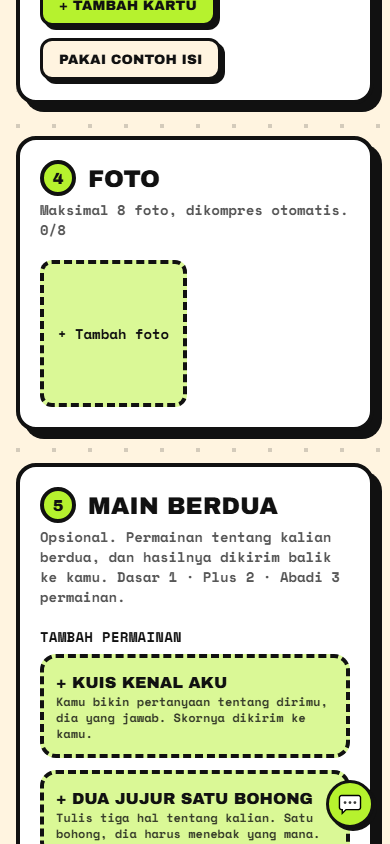 + TAMBAH KARTU
PAKAI CONTOH ISI
4 FOTO
Maksimal 8 foto, dikompres otomatis.
0/8
+ Tambah foto
5 MAIN BERDUA
Opsional. Permainan tentang kalian
berdua, dan hasilnya dikirim balik
ke kamu. Dasar 1 · Plus 2 · Abadi 3
permainan.
TAMBAH PERMAINAN
+ KUIS KENAL AKU
Kamu bikin pertanyaan tentang dirimu,
dia yang jawab. Skornya dikirim ke
kamu.
+ DUA JUJUR SATU BOHONG
Tulis tiga hal tentang kalian. Satu
bohong, dia harus menebak yang mana.